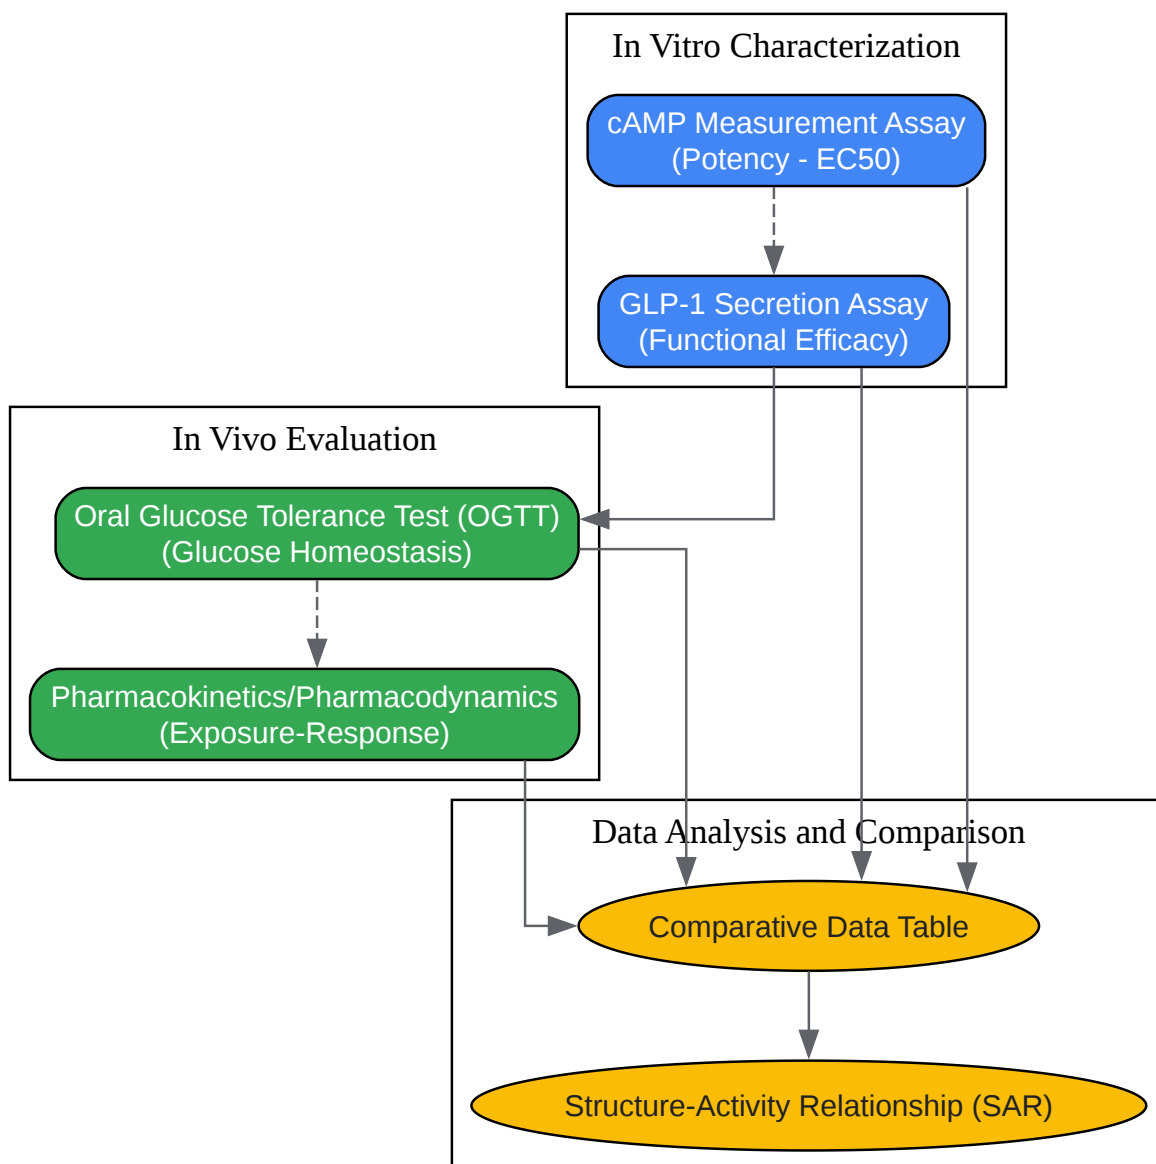 In Vitro Characterization
cAMP Measurement Assay
(Potency - EC50)
GLP-1 Secretion Assay
(Functional Efficacy)
In Vivo Evaluation
Oral Glucose Tolerance Test (OGTT)
(Glucose Homeostasis)
Pharmacokinetics/Pharmacodynamics
(Exposure-Response)
Data Analysis and Comparison
Comparative Data Table
Structure-Activity Relationship (SAR)